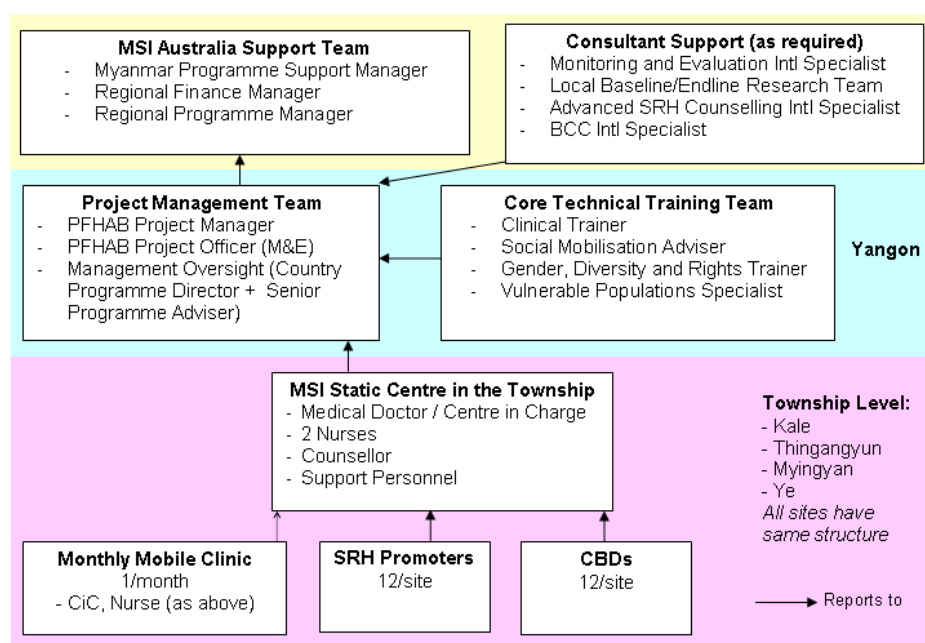 MSI Australia Support Team
- Myanmar Programme Support Manager
- Regional Finance Manager
- Regional Programme Manager
Consultant Support (as required)
- Monitoring and Evaluation Intl Specialist
- Local Baseline/Endline Research Team
- Advanced SRH Counselling Intl Specialist
- BCC Intl Specialist
Project Management Team
- PFHAB Project Manager
- PFHAB Project Officer (M&E)
- Management Oversight (Country
Programme Director + Senior
Programme Adviser)
Core Technical Training Team
- Clinical Trainer
- Social Mobilisation Adviser
- Gender, Diversity and Rights Trainer
- Vulnerable Populations Specialist
Yangon
MSI Static Centre in the Township
- Medical Doctor / Centre in Charge
- 2 Nurses
- Counsellor
- Support Personnel
Township Level:
- Kale
- Thingangyun
- Myingyan
- Ye
All sites have
same structure
Monthly Mobile Clinic
1/month
- CiC, Nurse (as above)
SRH Promoters
12/site
CBDs
12/site
Reports to